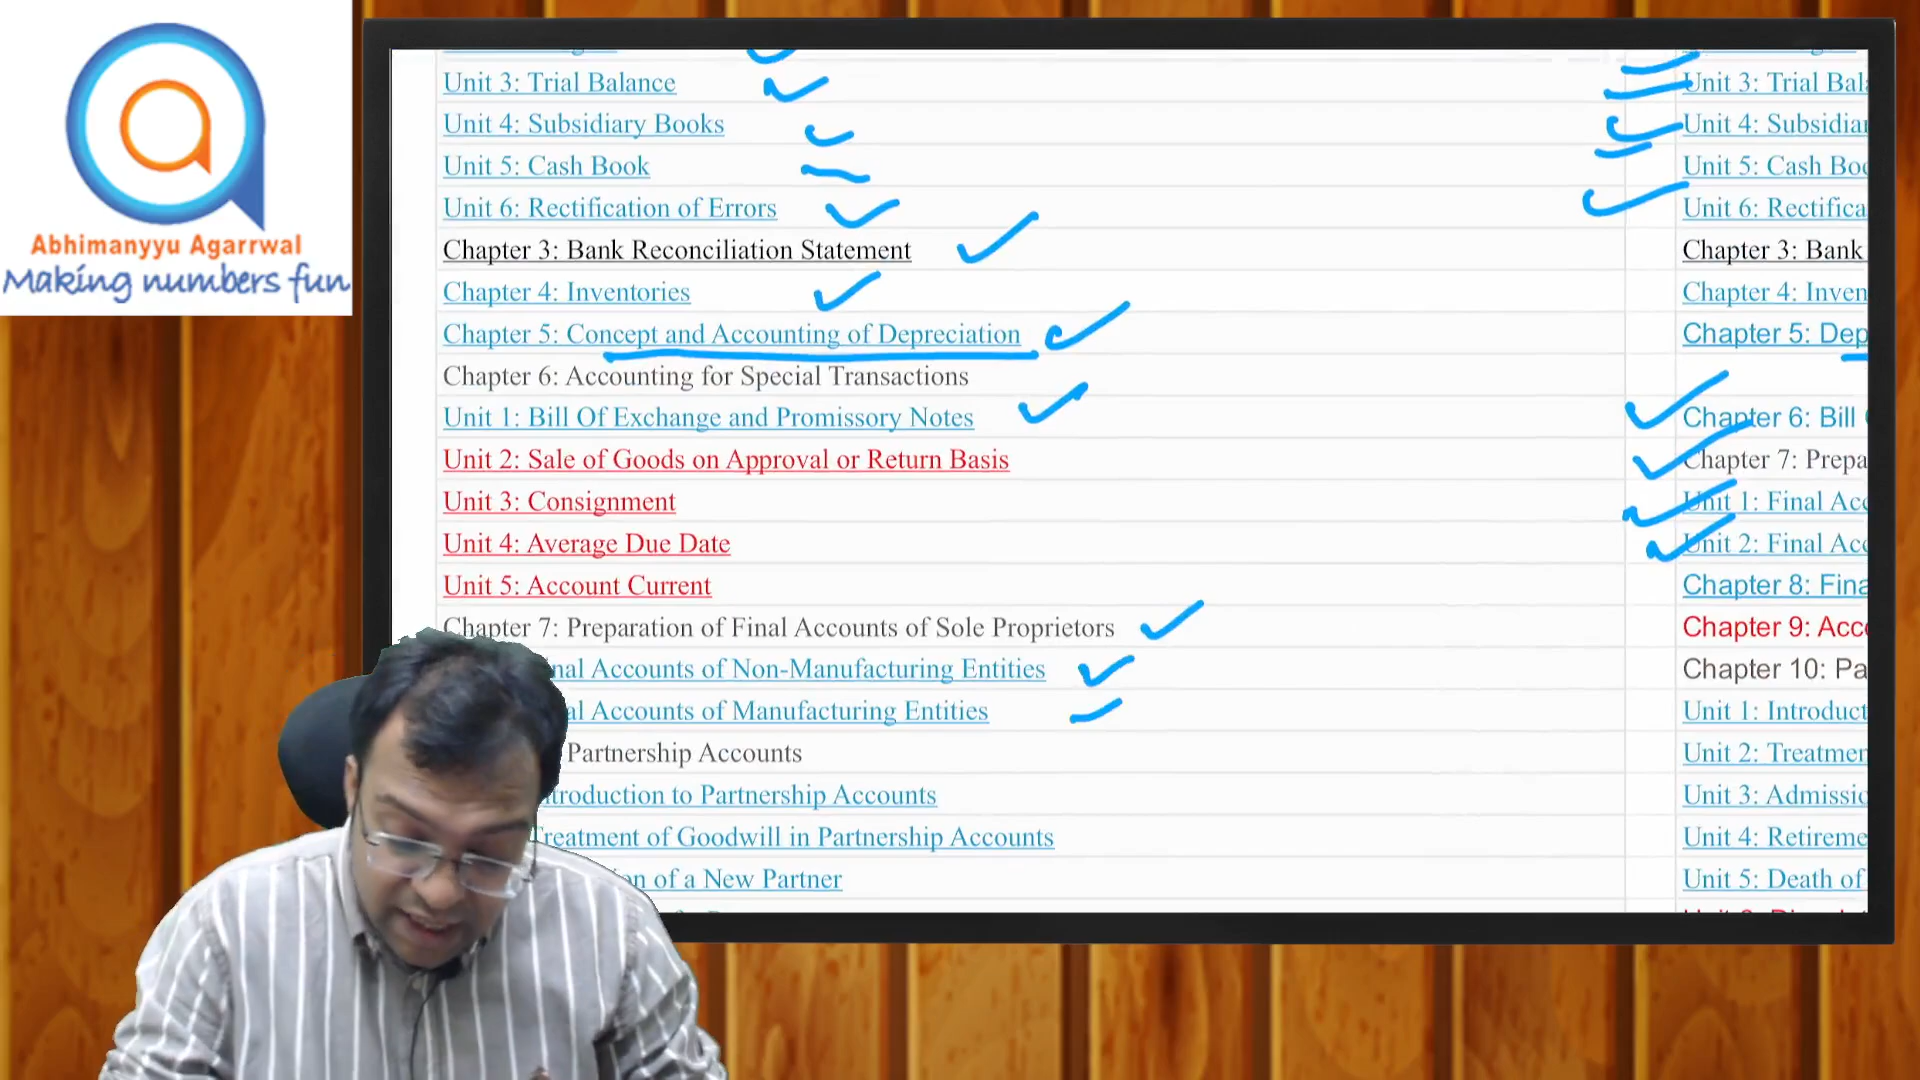 Abhimanyyu Agarrwal
Making numbers fun
Unit 3: Trial Balance
Unit 4: Subsidiary Books
Unit 5: Cash Book
Unit 6: Rectification of Errors
Chapter 3: Bank Reconciliation Statement
Chapter 4: Inventories
Chapter 5: Concept and Accounting of Depreciation
Chapter 6: Accounting for Special Transactions
Unit 1: Bill Of Exchange and Promissory Notes
Unit 2: Sale of Goods on Approval or Return Basis
Unit 3: Consignment
Unit 4: Average Due Date
Unit 5: Account Current
Chapter 7: Preparation of Final Accounts of Sole Proprietors
nal Accounts of Non-Manufacturing Entities
al Accounts of Manufacturing Entities
Partnership Accounts
troduction to Partnership Accounts
Treatment of Goodwill in Partnership Accounts
on of a New Partner
Unit 3: Trial Bala
Unit 4: Subsidiar
Unit 5: Cash Boo
Unit 6: Rectifica
Chapter 3: Bank
Chapter 4: Inven
Chapter 5: Dep
Chapter 6: Bill
Chapter 7: Prepa
Unit 1: Final Acc
Unit 2: Final Acc
Chapter 8: Fina
Chapter 9: Acco
Chapter 10: Pa
Unit 1: Introduct
Unit 2: Treatmen
Unit 3: Admissio
Unit 4: Retireme
Unit 5: Death of